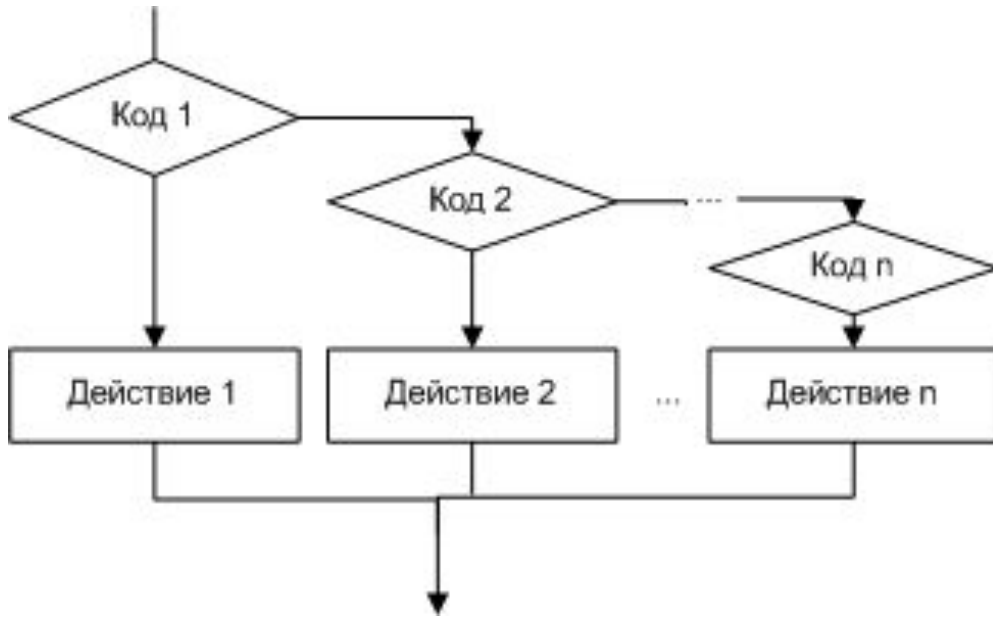 Код 1
Код 2
...
Код n
Действие 1
Действие 2
...
Действие n